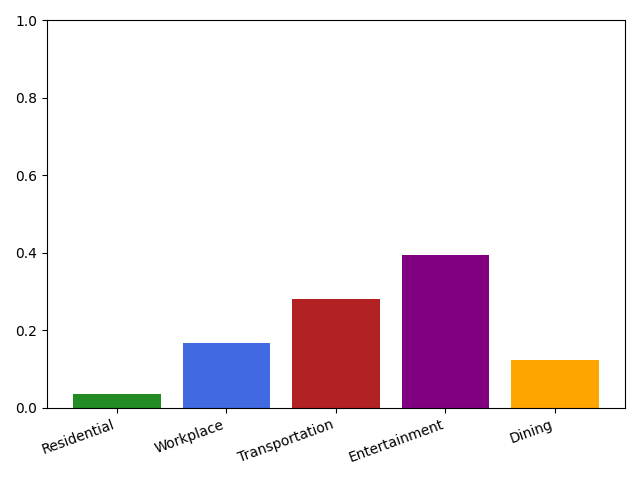 1.0
0.8
0.6
0.4
0.2
0.0
Residential
Workplace
Transportation
Entertainment
Dining